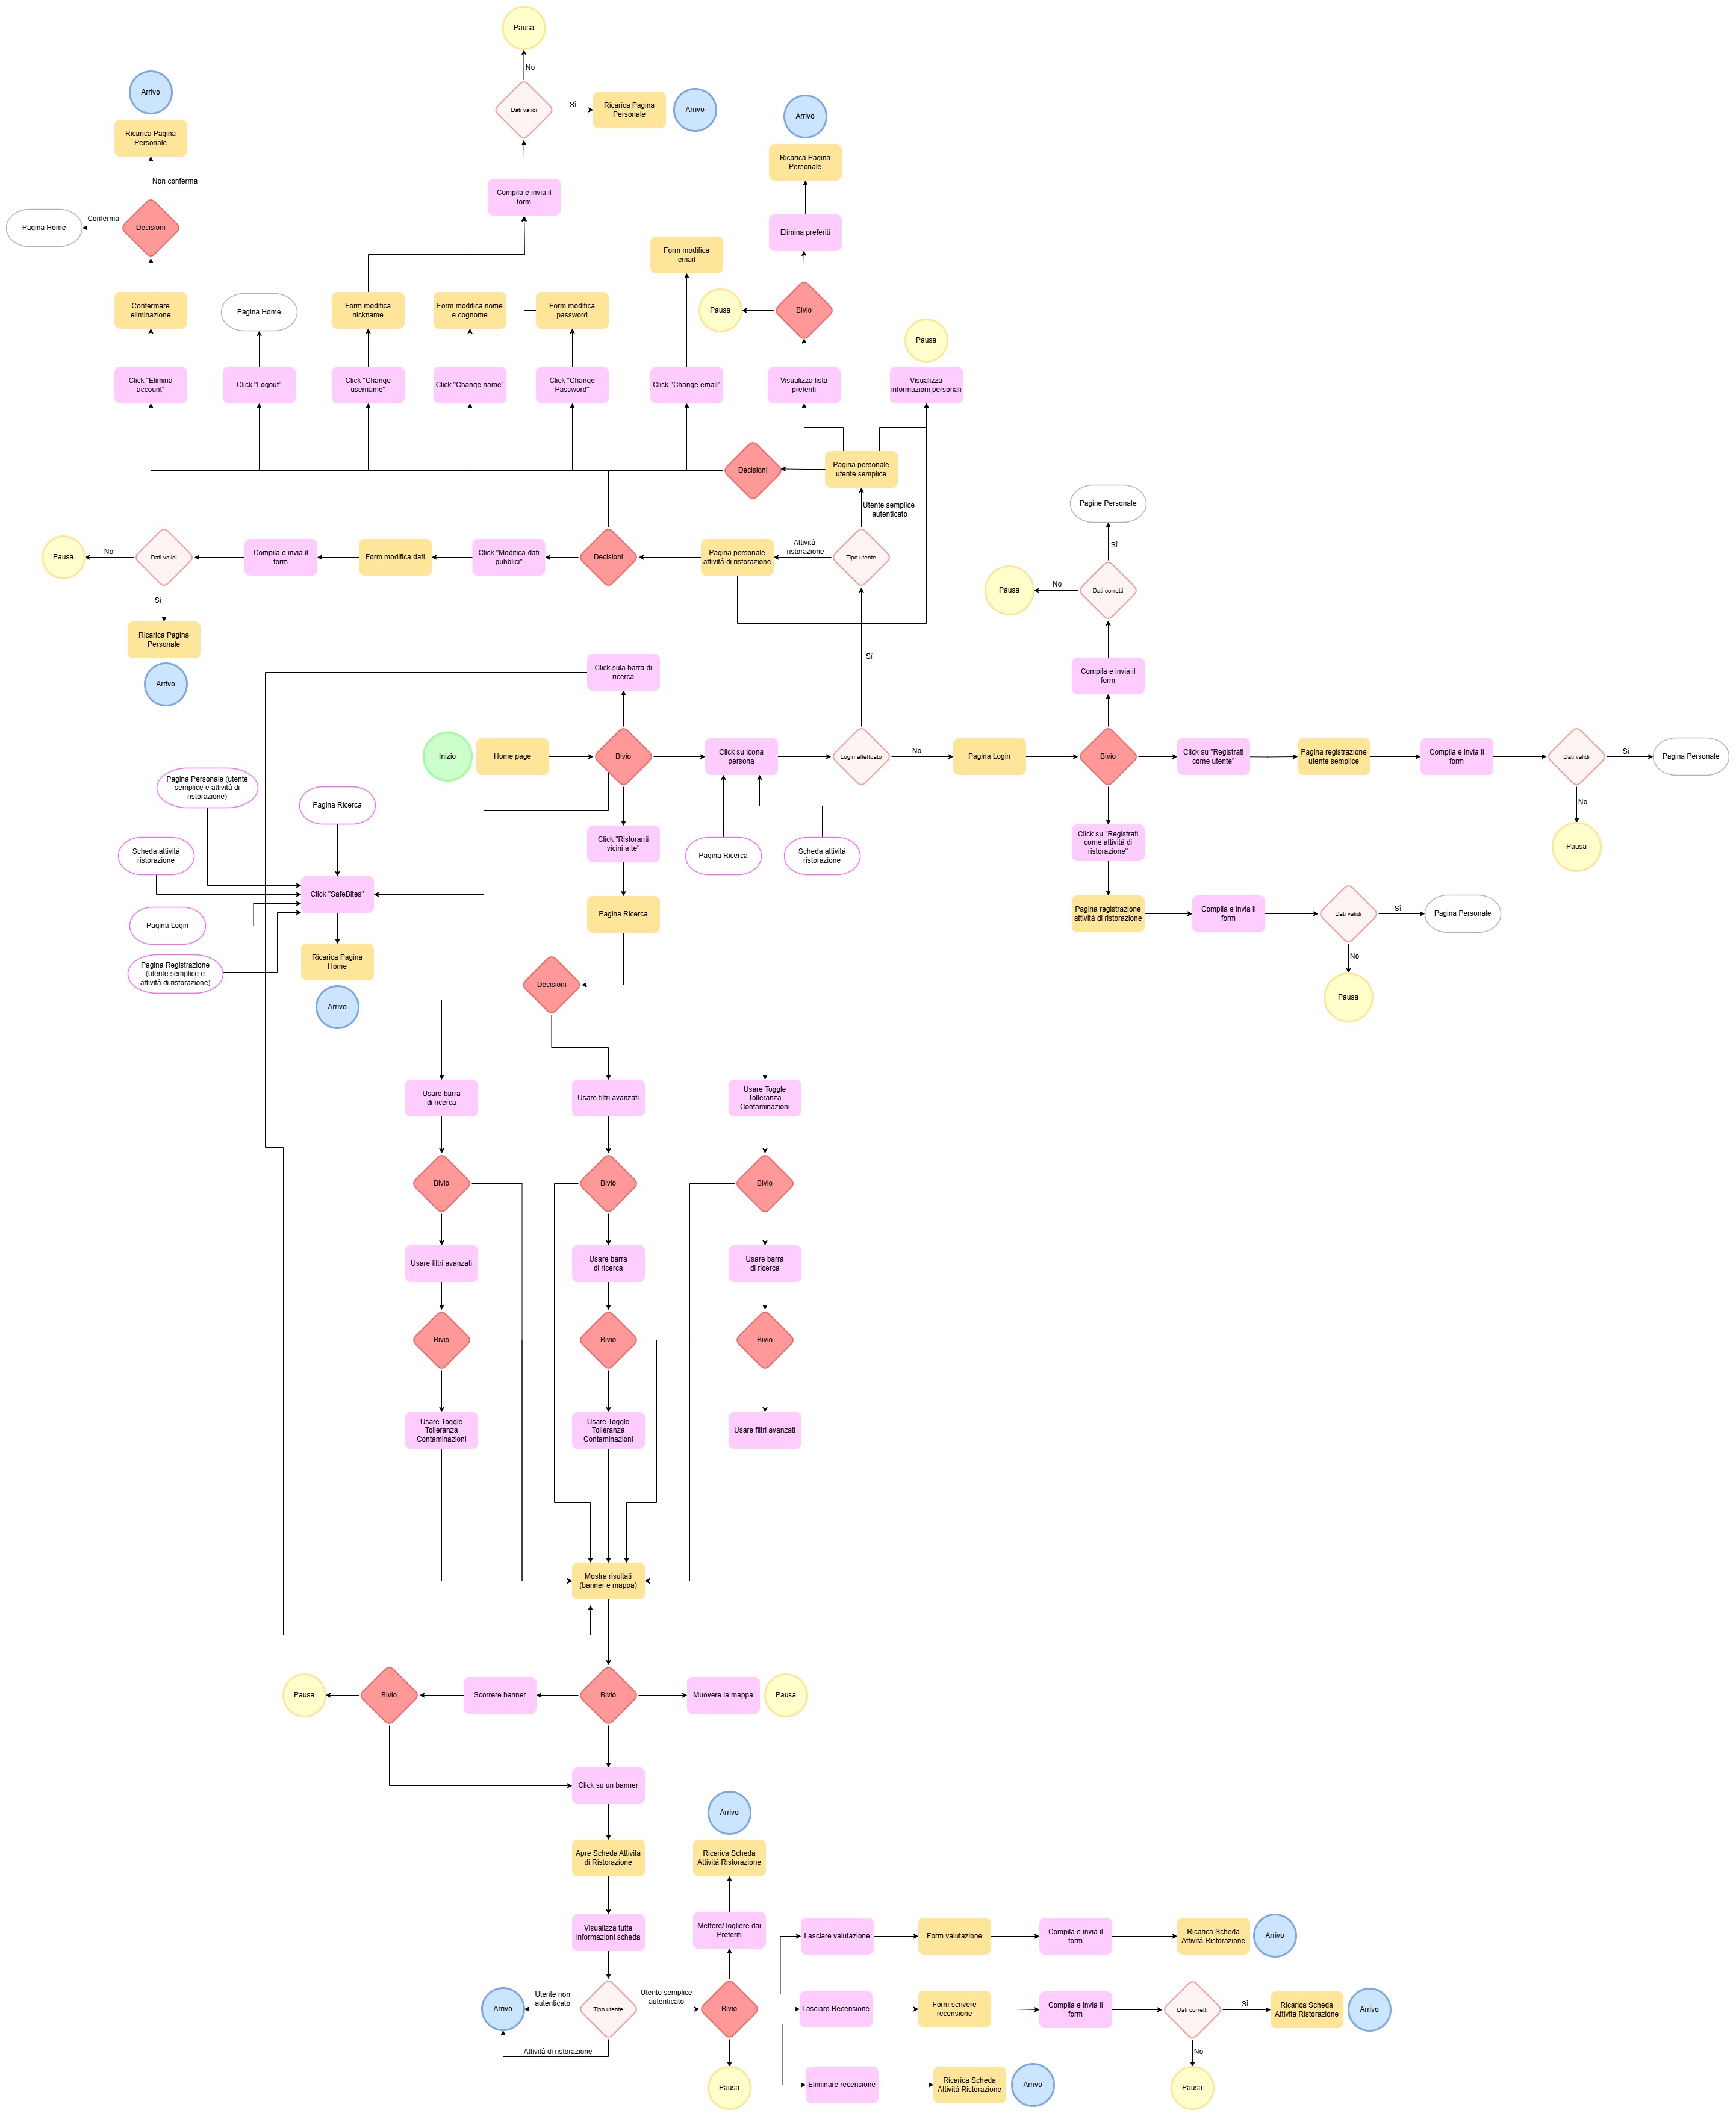 Pausa
No
Arrivo
Dati validi
Sí
Ricarica Pagina
Personale
Arrivo
Arrivo
Ricarica Pagina
Personale
Ricarica Pagina
Personale
Non conferma
Compila e invia il
form
Conferma
Pagina Home
Decisioni
Elimina preferiti
Form modifica
email
Confermare
eliminazione
Pagina Home
Form modifica
nickname
Form modifica nome
e cognome
Form modifica
password
Pausa
Bivio
Pausa
Click "Elimina
account"
Click "Logout"
Click "Change
username"
Click "Change name"
Click "Change
Password"
Click "Change email"
Visualizza lista
preferiti
Visualizza
informazioni personali
Decisioni
Pagina personale
utente semplice
Utente semplice
autenticato
Pagine Personale
Sí
Pausa
No
Dati validi
Compila e invia il
form
Form modifica dati
Click "Modifica dati
pubblici"
Decisioni
Pagina personale
attività di ristorazione
Attività
ristorazione
Tipo utente
Pausa
No
Dati corretti
Sí
Ricarica Pagina
Personale
Arrivo
Sí
Click sula barra di
ricerca
Compila e invia il
form
Inizio
Home page
Bivio
Click su icona
persona
Login effettuato
No
Pagina Login
Bivio
Click su "Registrati
come utente"
Pagina registrazione
utente semplice
Compila e invia il
form
Dati validi
Sí
Pagina Personale
No
Pausa
Pagina Personale (utente
semplice e attività di
ristorazione)
Pagina Ricerca
Scheda attività
ristorazione
Click "SafeBites"
Pagina Login
Pagina Registrazione
(utente semplice e
attività di ristorazione)
Ricarica Pagina
Home
Arrivo
Click "Ristoranti
vicini a te"
Pagina Ricerca
Scheda attività
ristorazione
Click su "Registrati
come attività di
ristorazione"
Pagina Ricerca
Pagina registrazione
attività di ristorazione
Compila e invia il
form
Dati validi
Sí
Pagina Personale
No
Pausa
Decisioni
Usare barra
di ricerca
Usare filtri avanzati
Usare Toggle
Tolleranza
Contaminazioni
Bivio
Bivio
Bivio
Usare filtri avanzati
Usare barra
di ricerca
Usare barra
di ricerca
Bivio
Bivio
Bivio
Usare Toggle
Tolleranza
Contaminazioni
Usare Toggle
Tolleranza
Contaminazioni
Usare filtri avanzati
Mostra risultati
(banner e mappa)
Pausa
Bivio
Scorrere banner
Bivio
Muovere la mappa
Pausa
Click su un banner
Arrivo
Apre Scheda Attività
di Ristorazione
Ricarica Scheda
Attività Ristorazione
Visualizza tutte
informazioni scheda
Mettere/Togliere dai
Preferiti
Lasciare valutazione
Form valutazione
Compila e invia il
form
Ricarica Scheda
Attività Ristorazione
Arrivo
Arrivo
Utente non
autenticato
Tipo utente
Utente semplice
autenticato
Bivio
Lasciare Recensione
Form scrivere
recensione
Compila e invia il
form
Dati corretti
Sí
Ricarica Scheda
Attività Ristorazione
Arrivo
Attività di ristorazione
No
Pausa
Eliminare recensione
Ricarica Scheda
Attività Ristorazione
Arrivo
Pausa